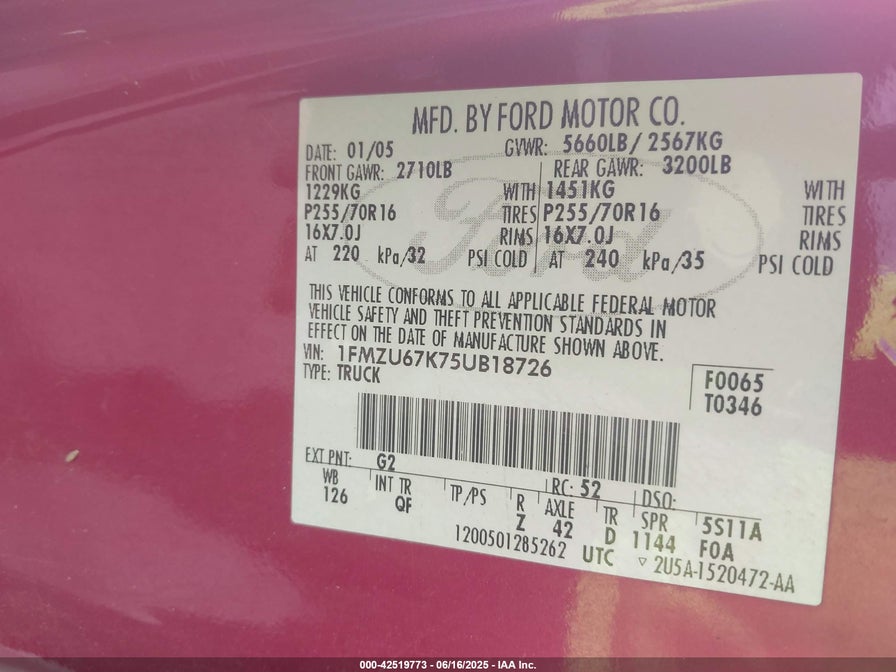 MFD. BY FORD MOTOR CO.
DATE: 01/05 GVWR: 5660LB/ 2567KG
FRONT GAWR: 2710LB REAR GAWR: 3200LB
1229KG WITH 1451KG WITH
P255/70R16 TIRES P255/70R16 TIRES
16X7.0J RIMS 16X7.0J RIMS
AT 220 kPa/32 PSI COLD AT 240 kPa/35 PSI COLD
Ford
THIS VEHICLE CONFORMS TO ALL APPLICABLE FEDERAL MOTOR
VEHICLE SAFETY AND THEFT PREVENTION STANDARDS IN
EFFECT ON THE DATE OF MANUFACTURE SHOWN ABOVE.
VIN: 1FMZU67K75UB18726
TYPE: TRUCK
F0065
T0346
EXT PNT: G2 RC: 52 DSO:
WB INT TR TP/PS R AXLE TR SPR 5S11A
126 QF Z 42 D 1144 F0A
1200501285262 UTC ▽ 2U5A-1520472-AA
000-42519773 - 06/16/2025 - IAA Inc.